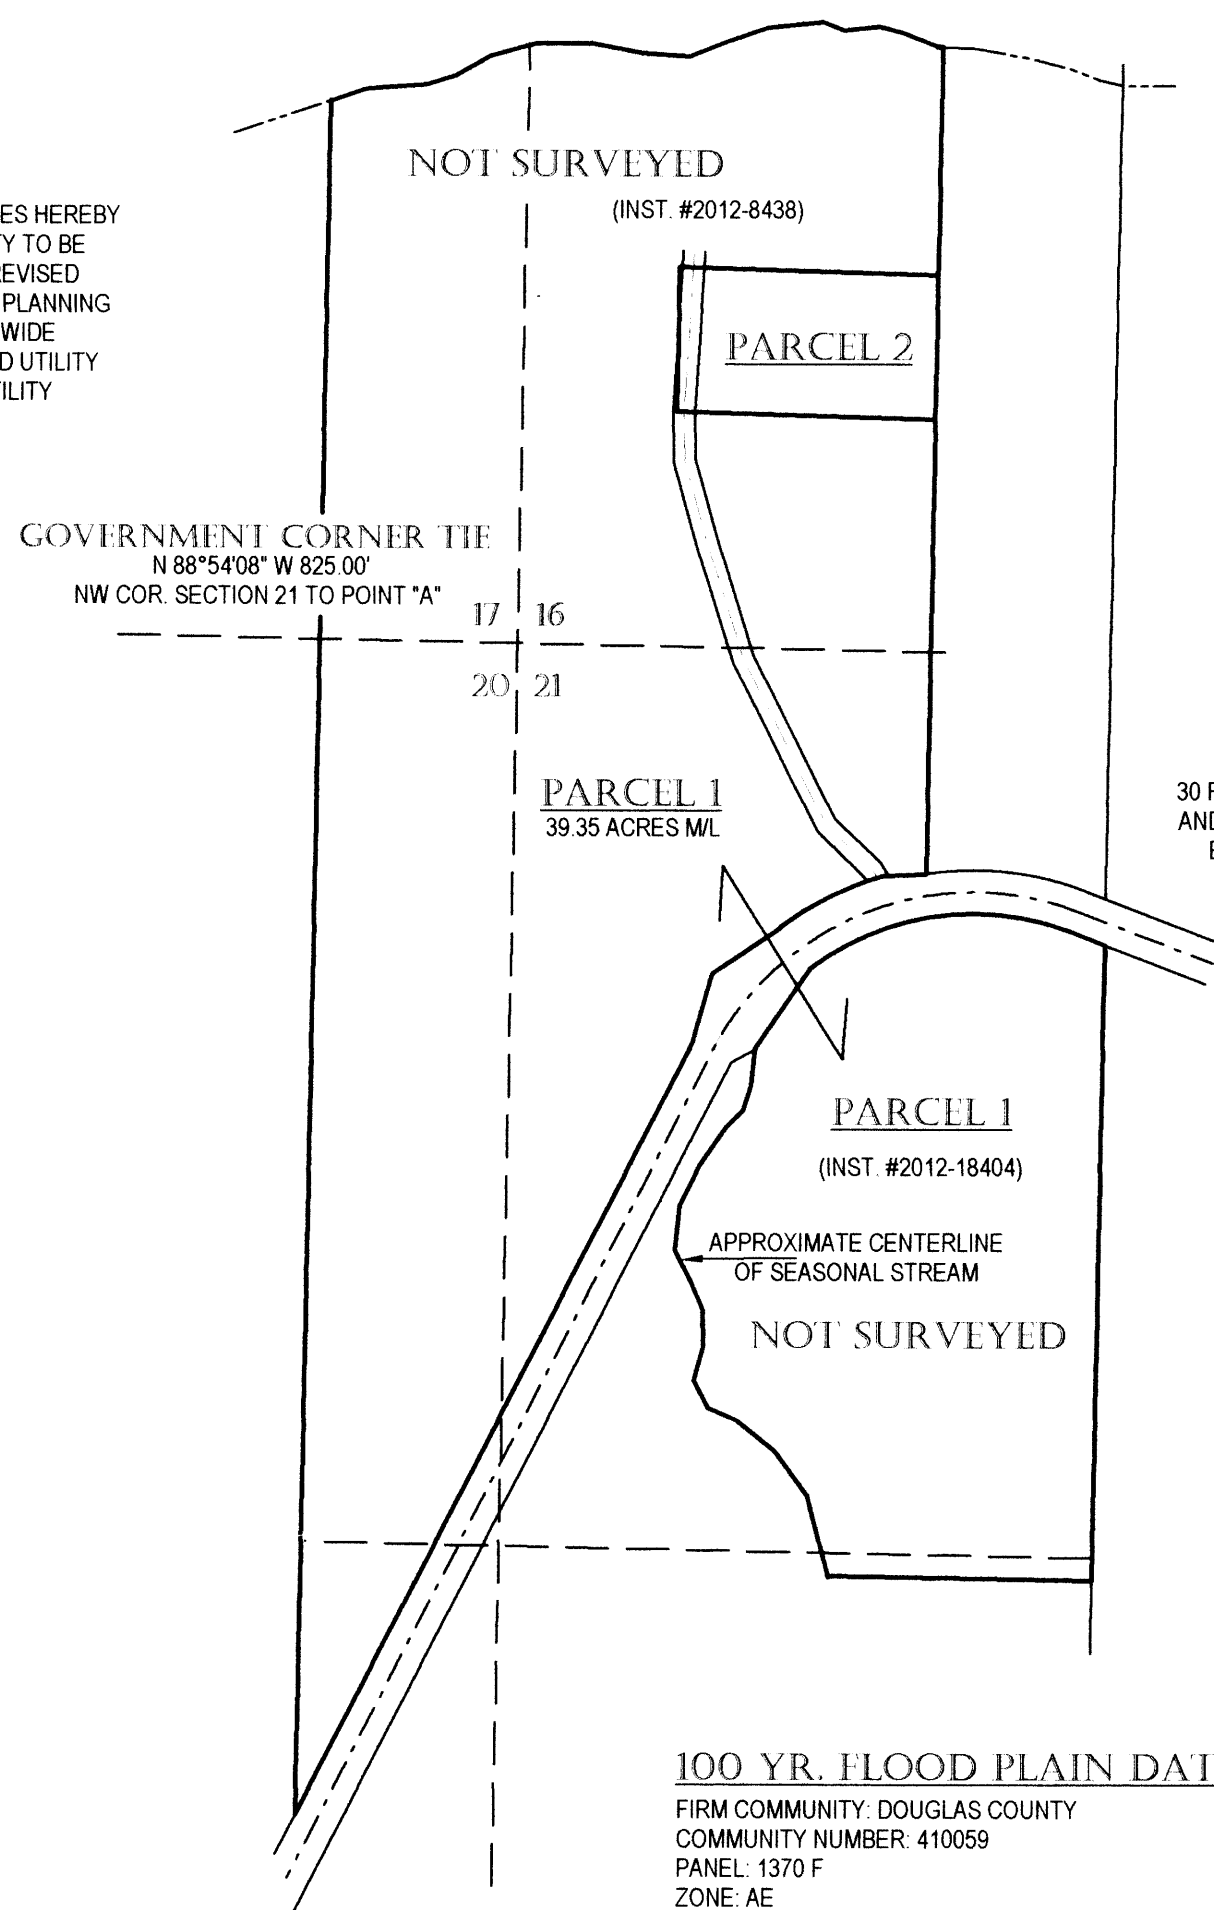 NOT SURVEYED
(INST. #2012-8438)
ES HEREBY
Y TO BE
REVISED
PLANNING
WIDE
D UTILITY
TILITY
PARCEL 2
GOVERNMENT CORNER TIE
N 88°54'08" W 825.00'
NW COR. SECTION 21 TO POINT "A"
17 16
20 21
PARCEL 1
39.35 ACRES M/L
30 F
AND
E
PARCEL 1
(INST. #2012-18404)
APPROXIMATE CENTERLINE
OF SEASONAL STREAM
NOT SURVEYED
100 YR. FLOOD PLAIN DAT
FIRM COMMUNITY: DOUGLAS COUNTY
COMMUNITY NUMBER: 410059
PANEL: 1370 F
ZONE: AE